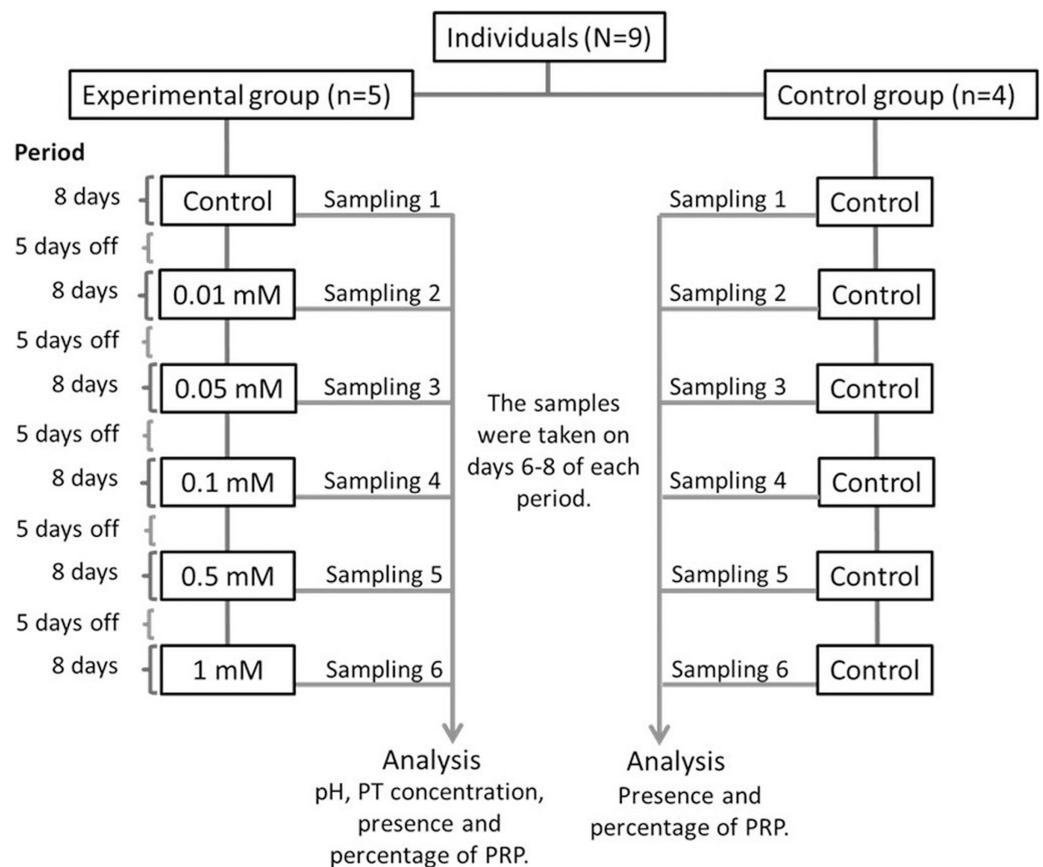 Individuals (N=9)
Experimental group (n=5)
Control group (n=4)
Period
8 days
Control
Sampling 1
Sampling 1
Control
5 days off
8 days
0.01 mM
Sampling 2
Sampling 2
Control
5 days off
8 days
0.05 mM
Sampling 3
Sampling 3
Control
The samples
were taken on
days 6-8 of each
period.
5 days off
8 days
0.1 mM
Sampling 4
Sampling 4
Control
5 days off
8 days
0.5 mM
Sampling 5
Sampling 5
Control
5 days off
8 days
1 mM
Sampling 6
Sampling 6
Control
Analysis
pH, PT concentration,
presence and
percentage of PRP.
Analysis
Presence and
percentage of PRP.